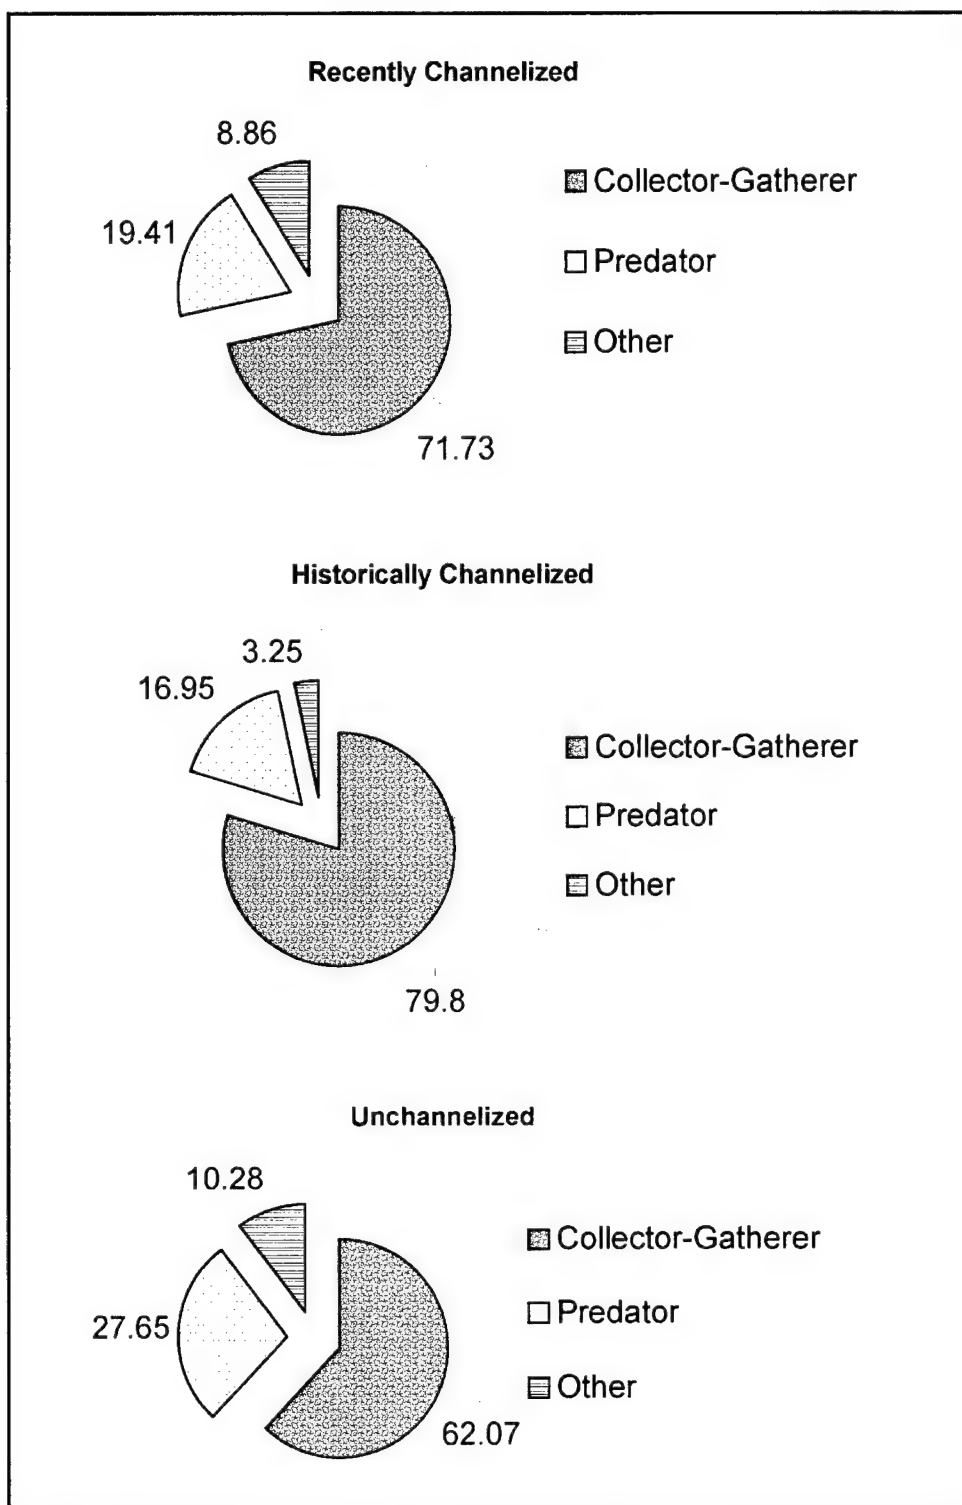 Recently Channelized
8.86
Collector-Gatherer
19.41
Predator
Other
71.73
Historically Channelized
3.25
16.95
Collector-Gatherer
Predator
Other
79.8
Unchannelized
10.28
Collector-Gatherer
27.65
Predator
Other
62.07